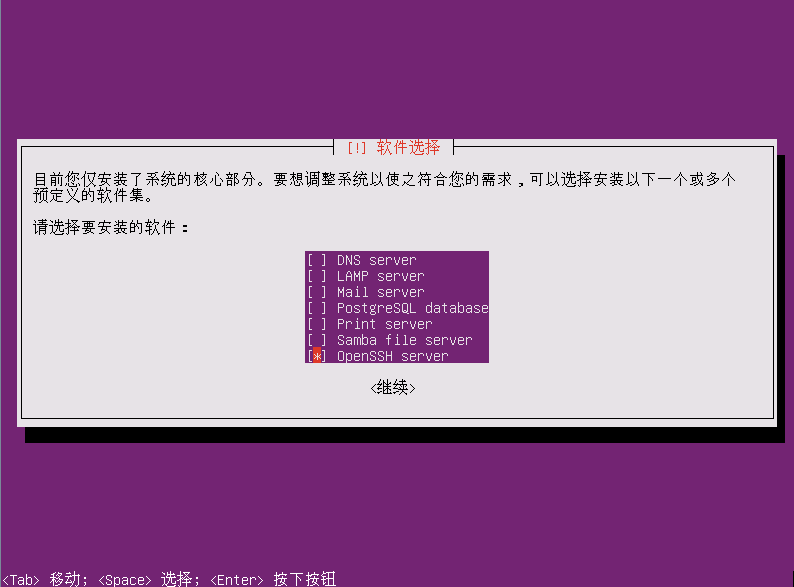 [!] 软件选择
目前您仅安装了系统的核心部分。要想调整系统以使之符合您的需求，可以选择安装以下一个或多个
预定义的软件集。
请选择要安装的软件：
[ ] DNS server
[ ] LAMP server
[ ] Mail server
[ ] PostgreSQL database
[ ] Print server
[ ] Samba file server
[*] OpenSSH server
<继续>
<Tab> 移动; <Space> 选择; <Enter> 按下按钮